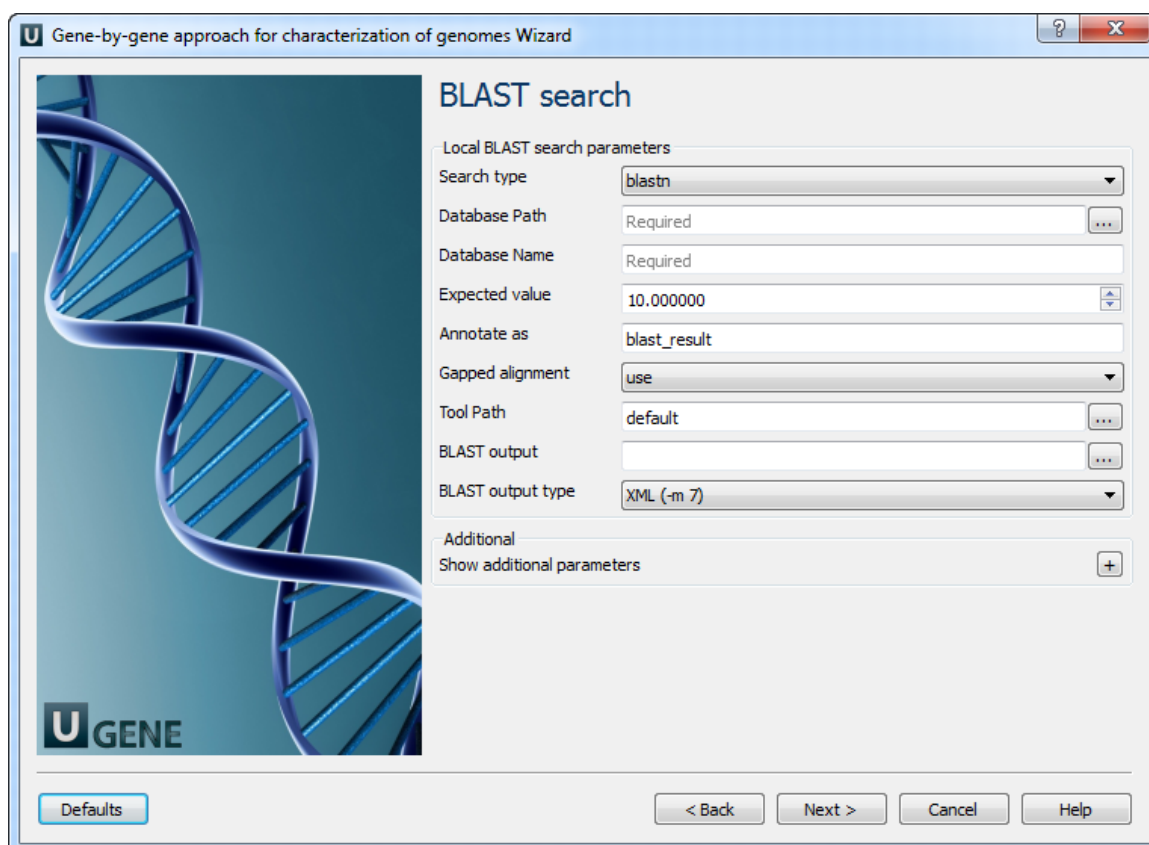 U Gene-by-gene approach for characterization of genomes Wizard
? X
BLAST search
Local BLAST search parameters
Search type blastn
Database Path Required ...
Database Name Required
Expected value 10.000000
Annotate as blast_result
Gapped alignment use
Tool Path default ...
BLAST output ...
BLAST output type XML (-m 7)
Additional
Show additional parameters +
U GENE
Defaults < Back Next > Cancel Help